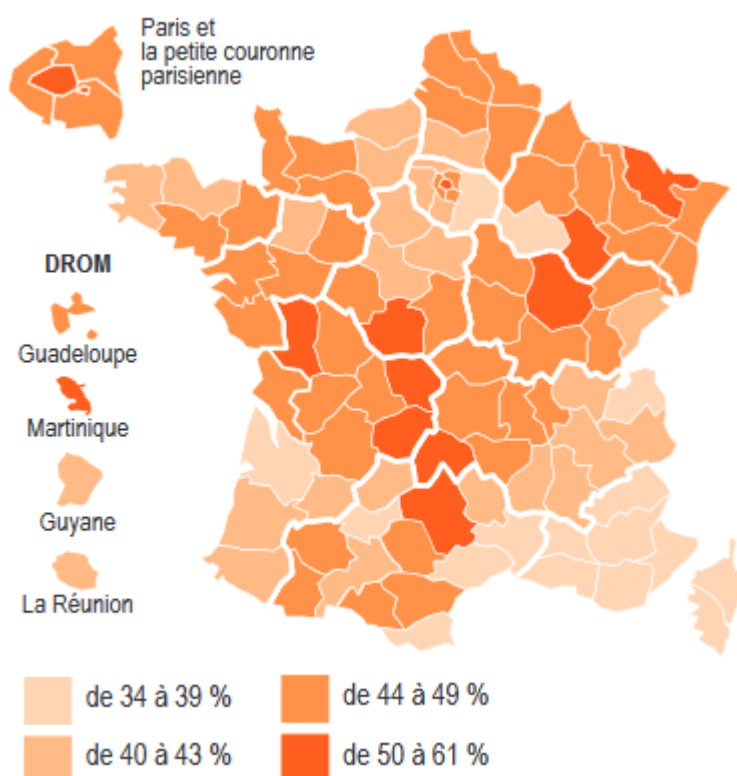 Paris et
la petite couronne
parisienne
DROM
Guadeloupe
Martinique
Guyane
La Réunion
de 34 à 39 %
de 44 à 49 %
de 40 à 43 %
de 50 à 61 %